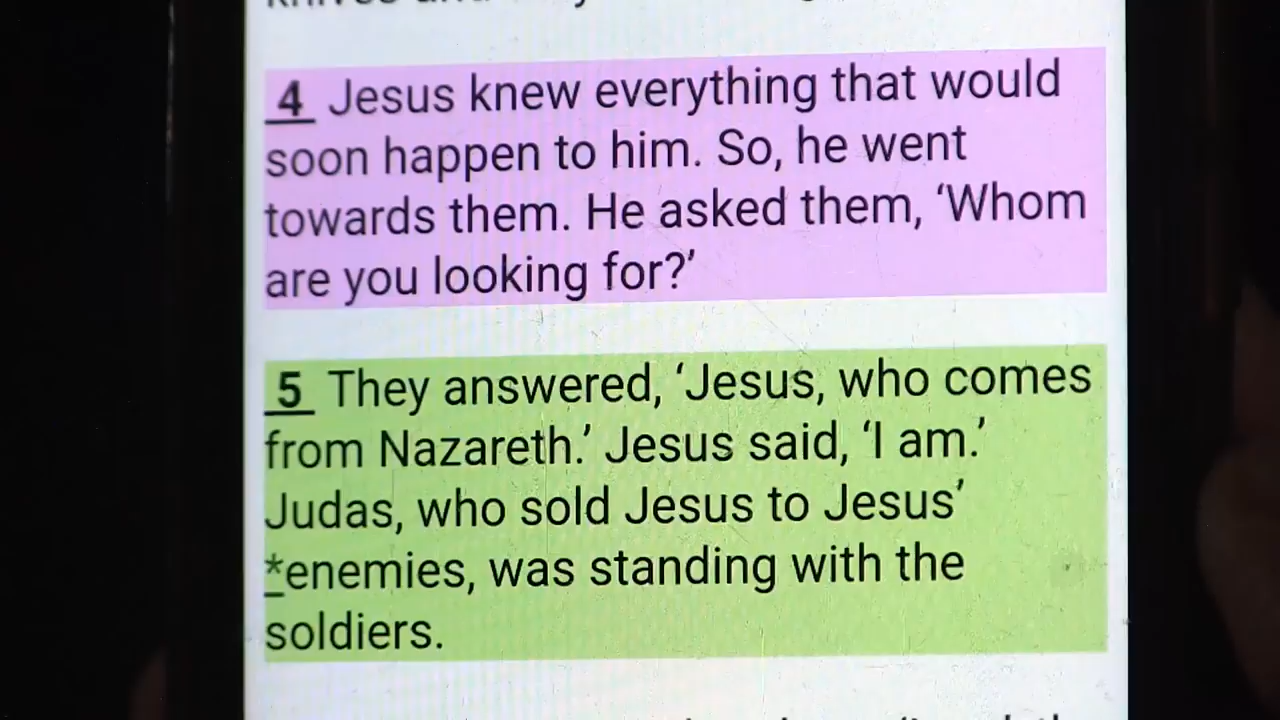 4 Jesus knew everything that would
soon happen to him. So, he went
towards them. He asked them, ‘Whom
are you looking for?’
5 They answered, ‘Jesus, who comes
from Nazareth.’ Jesus said, ‘I am.’
Judas, who sold Jesus to Jesus’
*enemies, was standing with the
soldiers.